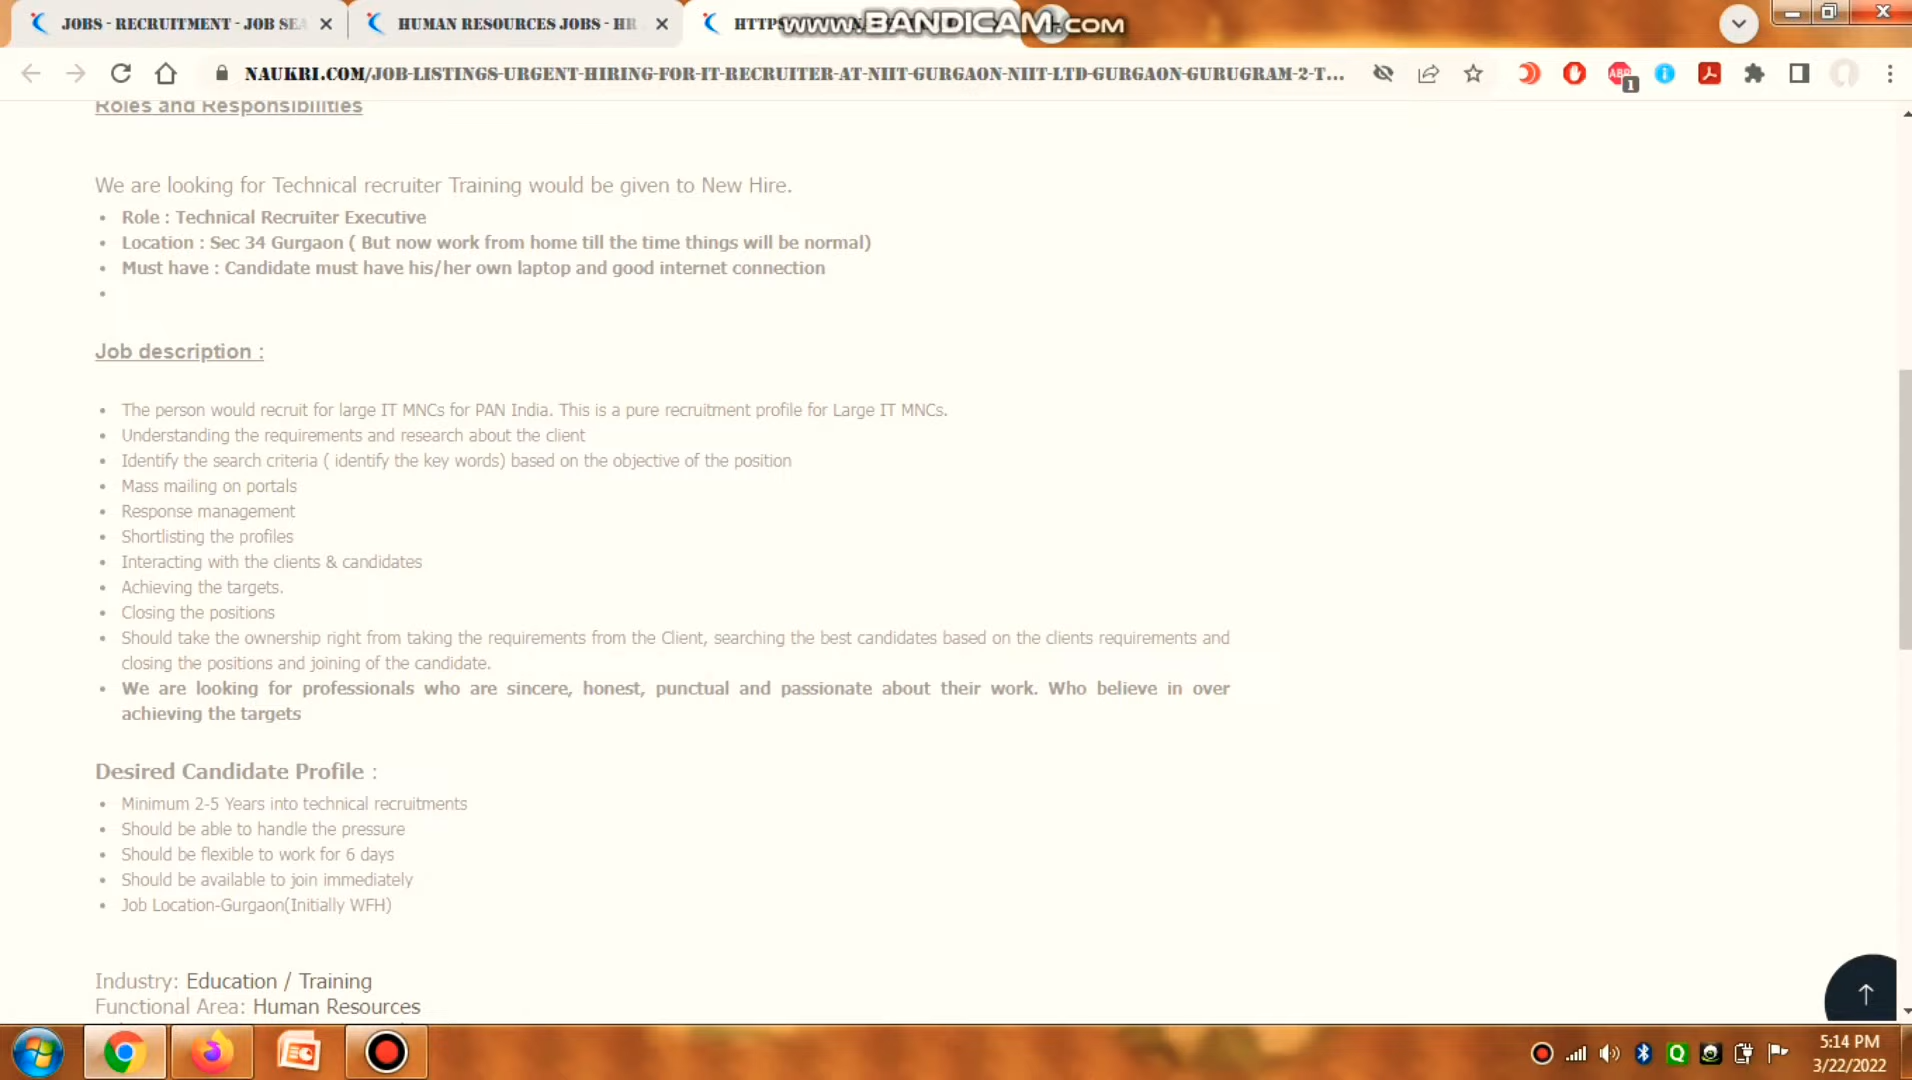 JOBS - RECRUITMENT - JOB SEA
HUMAN RESOURCES JOBS - HR
HTTPS
www.BANDICAM.com
NAUKRI.COM/JOB-LISTINGS-URGENT-HIRING-FOR-IT-RECRUITER-AT-NIIT-GURGAON-NIIT-LTD-GURGAON-GURUGRAM-2-T...
ABP
1
Roles and Responsibilities
We are looking for Technical recruiter Training would be given to New Hire.
• Role : Technical Recruiter Executive
• Location : Sec 34 Gurgaon ( But now work from home till the time things will be normal)
• Must have : Candidate must have his/her own laptop and good internet connection
•
Job description :
• The person would recruit for large IT MNCs for PAN India. This is a pure recruitment profile for Large IT MNCs.
• Understanding the requirements and research about the client
• Identify the search criteria ( identify the key words) based on the objective of the position
• Mass mailing on portals
• Response management
• Shortlisting the profiles
• Interacting with the clients & candidates
• Achieving the targets.
• Closing the positions
• Should take the ownership right from taking the requirements from the Client, searching the best candidates based on the clients requirements and
closing the positions and joining of the candidate.
• We are looking for professionals who are sincere, honest, punctual and passionate about their work. Who believe in over
achieving the targets
Desired Candidate Profile :
• Minimum 2-5 Years into technical recruitments
• Should be able to handle the pressure
• Should be flexible to work for 6 days
• Should be available to join immediately
• Job Location-Gurgaon(Initially WFH)
Industry: Education / Training
Functional Area: Human Resources
5:14 PM
3/22/2022